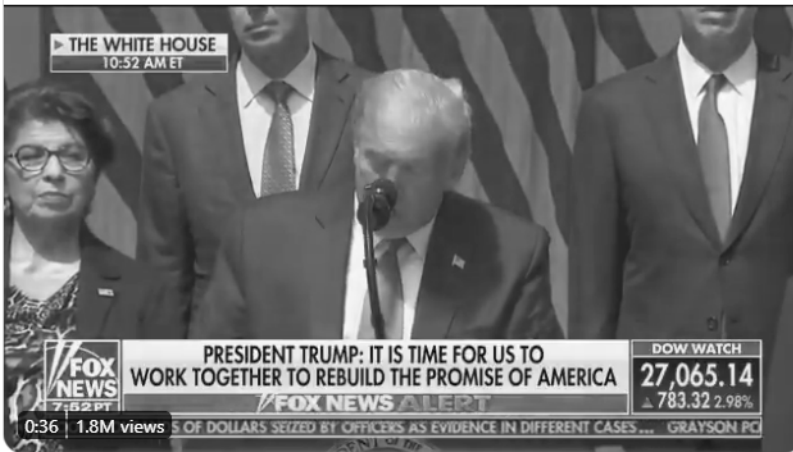 ▶ THE WHITE HOUSE
10:52 AM ET
PRESIDENT TRUMP: IT IS TIME FOR US TO
WORK TOGETHER TO REBUILD THE PROMISE OF AMERICA
FOX
NEWS
7:52 PT
FOX NEWS ALERT
DOW WATCH
27,065.14
▲ 783.32 2.98%
0:36 1.8M views
S OF DOLLARS SEIZED BY OFFICERS AS EVIDENCE IN DIFFERENT CASES... GRAYSON